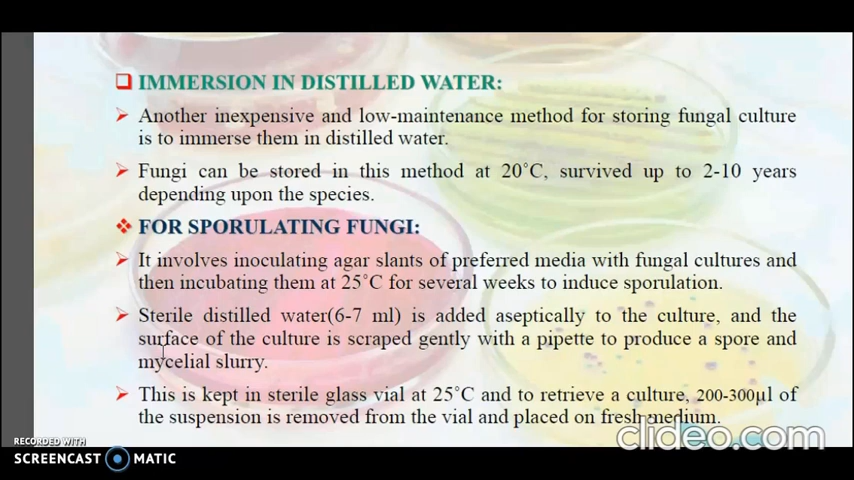 IMMERSION IN DISTILLED WATER:
Another inexpensive and low-maintenance method for storing fungal culture
is to immerse them in distilled water.
Fungi can be stored in this method at 20˚C, survived up to 2-10 years
depending upon the species.
FOR SPORULATING FUNGI:
It involves inoculating agar slants of preferred media with fungal cultures and
then incubating them at 25˚C for several weeks to induce sporulation.
Sterile distilled water(6-7 ml) is added aseptically to the culture, and the
surface of the culture is scraped gently with a pipette to produce a spore and
mycelial slurry.
This is kept in sterile glass vial at 25˚C and to retrieve a culture, 200-300µl of
the suspension is removed from the vial and placed on fresh medium.
clideo.com
RECORDED WITH
SCREENCAST MATIC